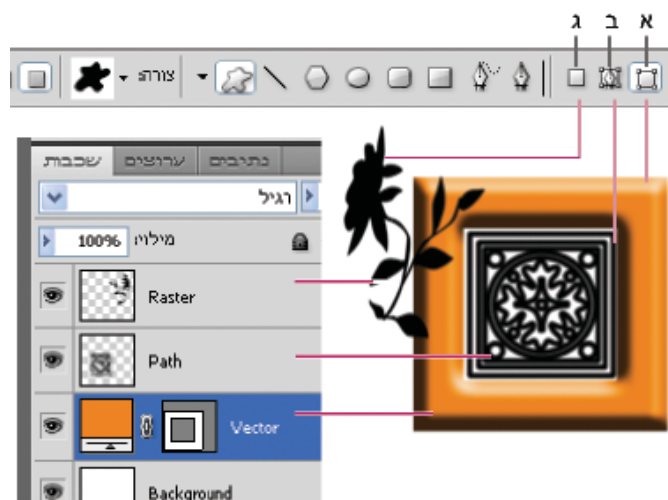 א ב ג
צורה:
שכבות ערוצים נתיבים
רגיל
מילוי: 100%
Raster
Path
Vector
Background